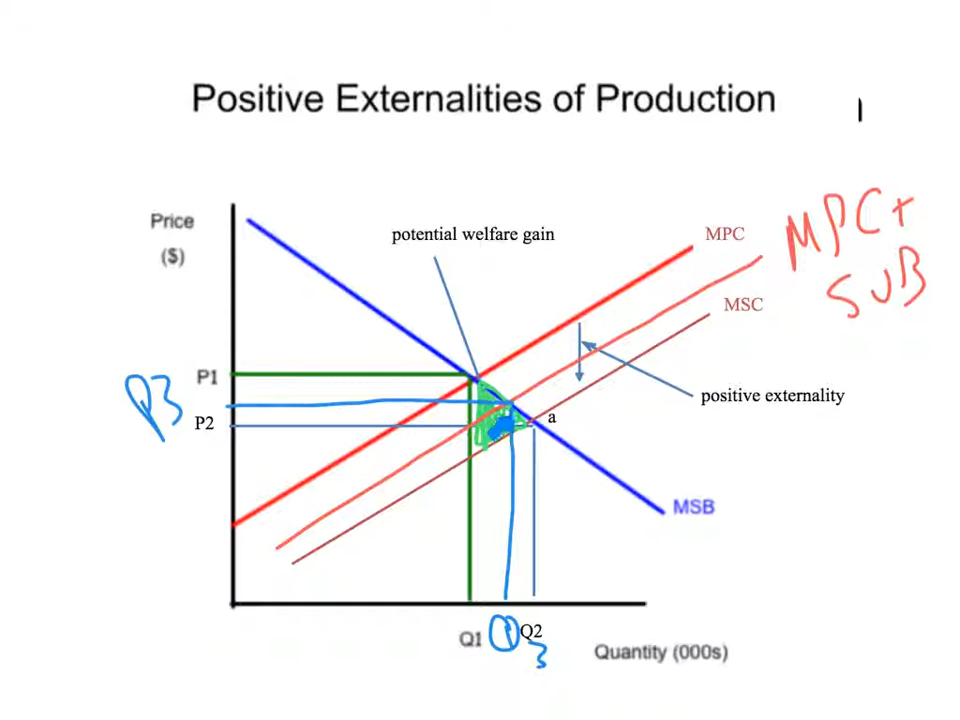 Positive Externalities of Production
Price
($)
potential welfare gain
MPC
MPC+
SUB
MSC
P1
P3
P2
positive externality
a
MSB
Q1
Q3
Q2
Quantity (000s)